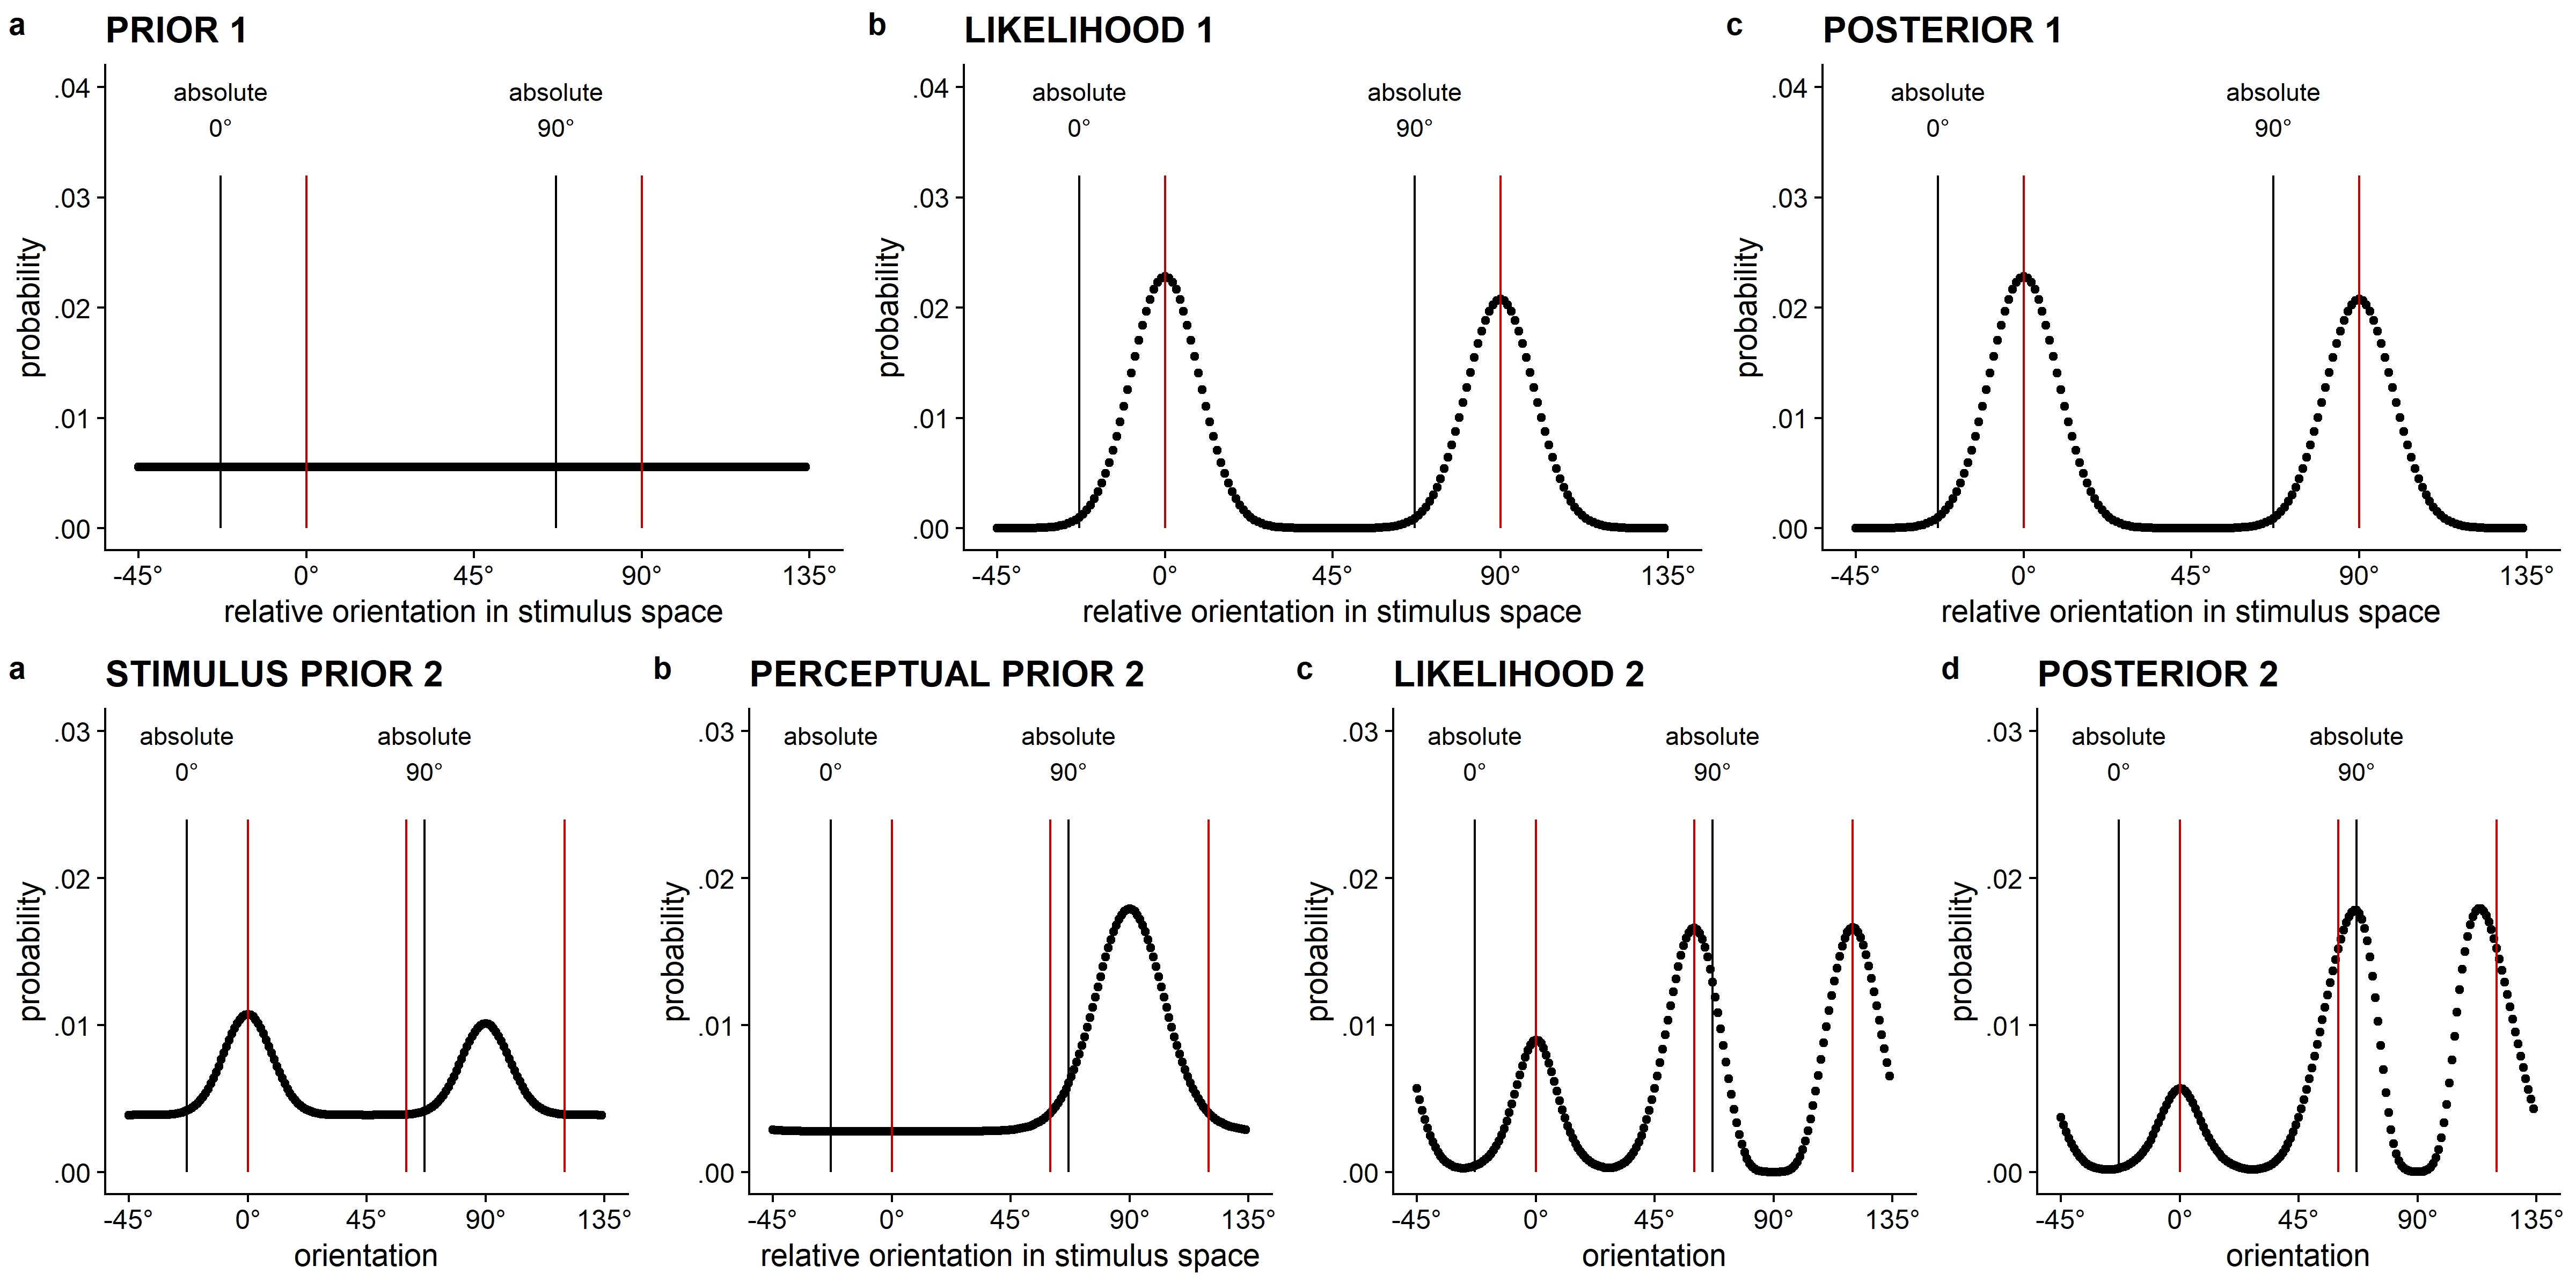 a PRIOR 1
absolute 0°
absolute 90°
.04
.03
.02
.01
.00
probability
-45° 0° 45° 90° 135°
relative orientation in stimulus space
b LIKELIHOOD 1
absolute 0°
absolute 90°
.04
.03
.02
.01
.00
probability
-45° 0° 45° 90° 135°
relative orientation in stimulus space
c POSTERIOR 1
absolute 0°
absolute 90°
.04
.03
.02
.01
.00
probability
-45° 0° 45° 90° 135°
relative orientation in stimulus space
a STIMULUS PRIOR 2
absolute 0°
absolute 90°
.03
.02
.01
.00
probability
-45° 0° 45° 90° 135°
orientation
b PERCEPTUAL PRIOR 2
absolute 0°
absolute 90°
.03
.02
.01
.00
probability
-45° 0° 45° 90° 135°
relative orientation in stimulus space
c LIKELIHOOD 2
absolute 0°
absolute 90°
.03
.02
.01
.00
probability
-45° 0° 45° 90° 135°
orientation
d POSTERIOR 2
absolute 0°
absolute 90°
.03
.02
.01
.00
probability
-45° 0° 45° 90° 135°
orientation